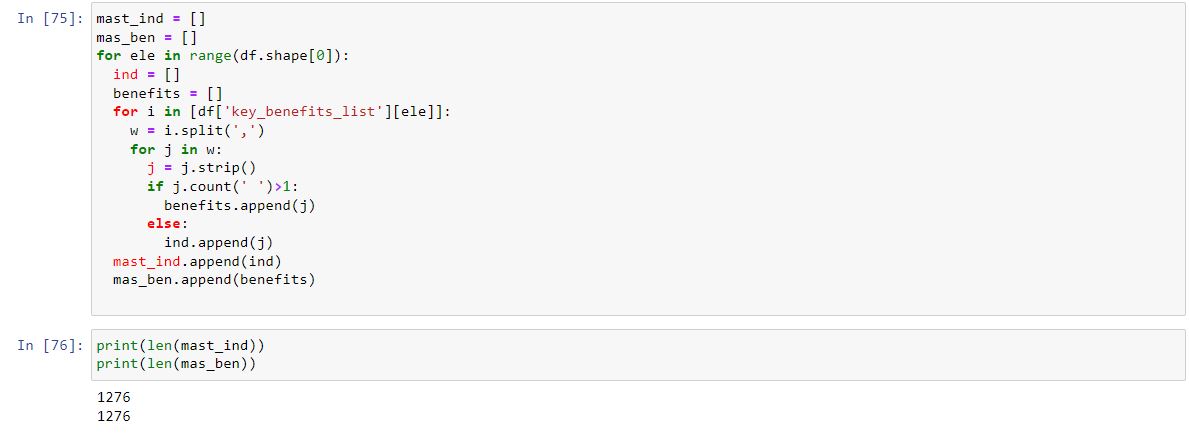 In [75]: mast_ind = []
mas_ben = []
for ele in range(df.shape[0]):
  ind = []
  benefits = []
  for i in [df['key_benefits_list'][ele]]:
    w = i.split(',')
    for j in w:
      j = j.strip()
      if j.count(' ')>1:
        benefits.append(j)
      else:
        ind.append(j)
  mast_ind.append(ind)
  mas_ben.append(benefits)
In [76]: print(len(mast_ind))
print(len(mas_ben))
1276
1276